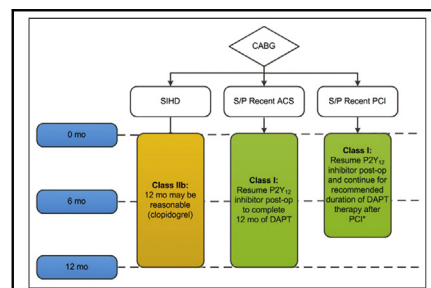 CABG
SIHD
S/P Recent ACS
S/P Recent PCI
0 mo
Class IIb:
12 mo may be
reasonable
(clopidogrel)
Class I:
Resume P2Y₁₂
inhibitor post-op
to complete
12 mo of DAPT
Class I:
Resume P2Y₁₂
inhibitor post-op
and continue for
recommended
duration of DAPT
therapy after
PCI*
6 mo
12 mo